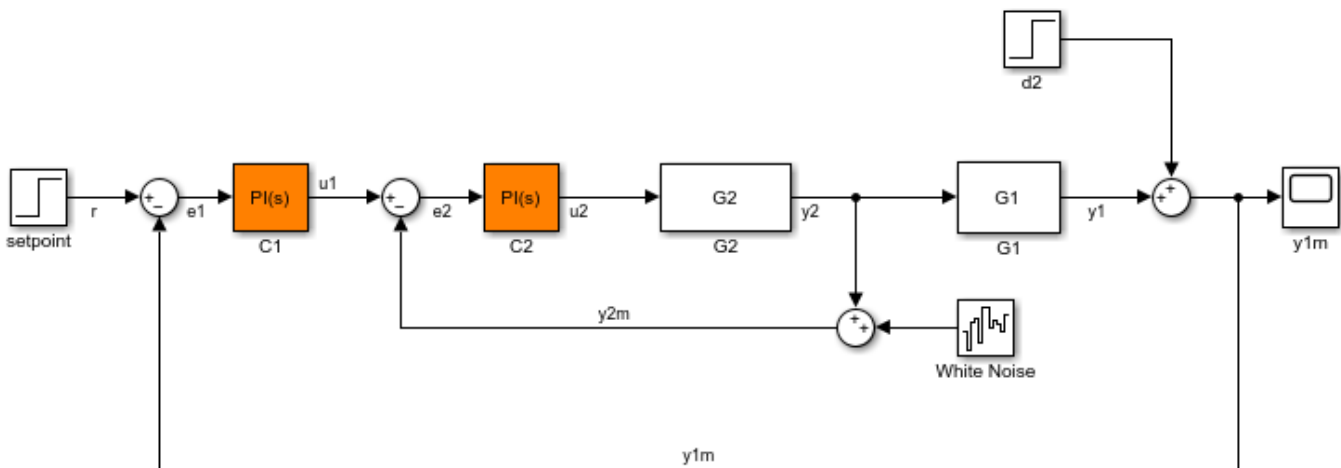 d2
PI(s)
PI(s)
G2
G1
u1
r
e1
e2
u2
y2
y1
setpoint
C1
C2
G2
G1
y1m
+
−
+
−
+
+
+
+
y2m
White Noise
y1m